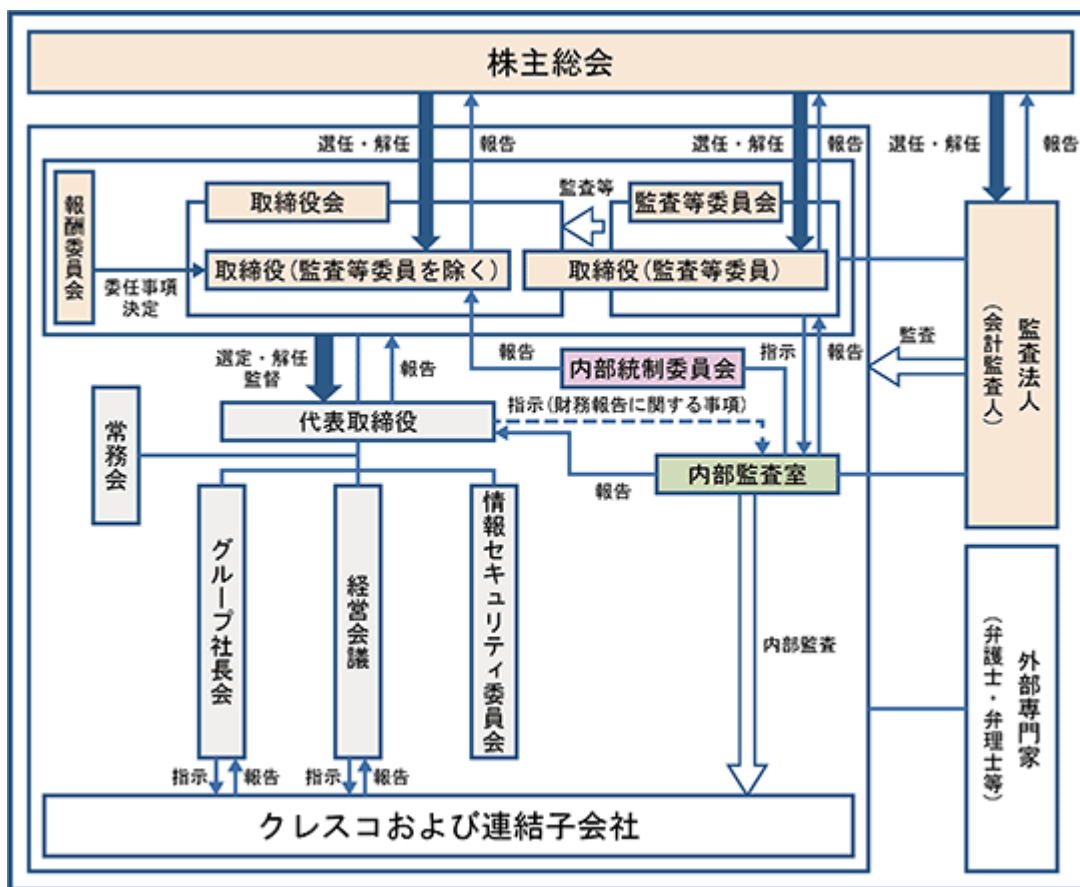 株主総会
選任・解任
報告
選任・解任
報告
選任・解任
報告
報酬委員会
取締役会
監査等
監査等委員会
取締役(監査等委員を除く)
取締役(監査等委員)
委任事項
決定
監査法人
(会計監査人)
選定・解任
監督
報告
報告
内部統制委員会
指示
報告
監査
代表取締役
指示(財務報告に関する事項)
常務会
内部監査室
報告
グループ社長会
経営会議
情報セキュリティ委員会
内部監査
外部専門家
(弁護士・弁理士等)
指示
報告
指示
報告
クレスコおよび連結子会社